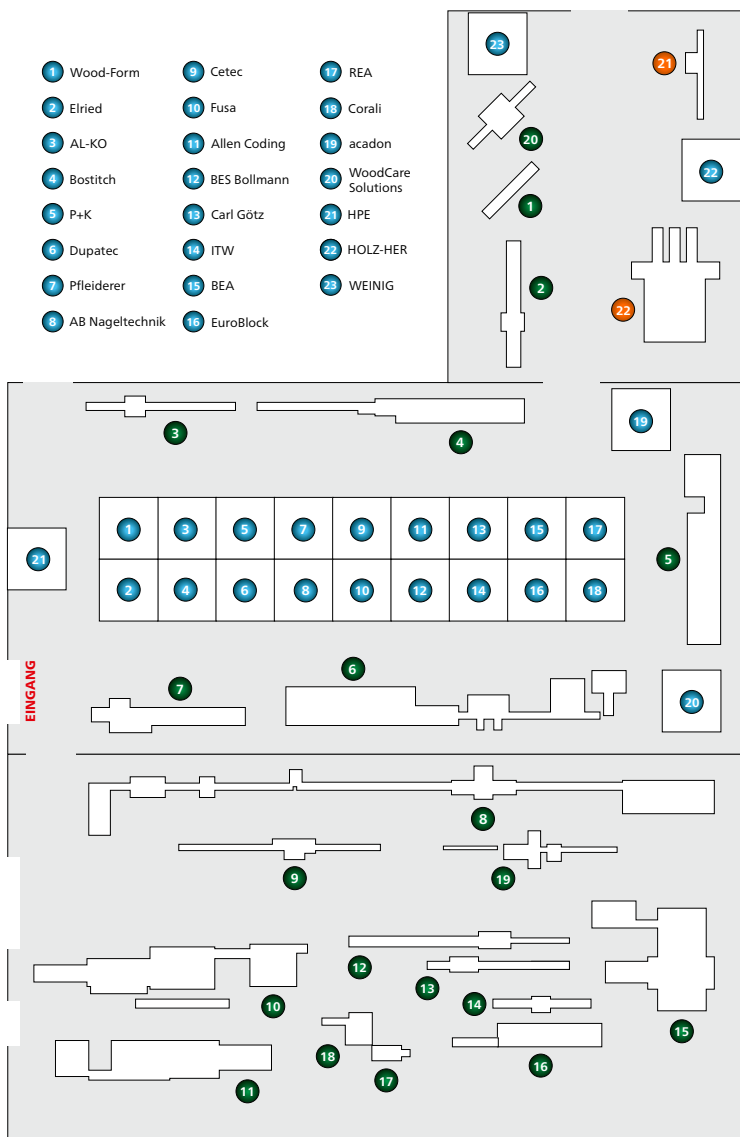 1 Wood-Form
2 Elried
3 AL-KO
4 Bostitch
5 P+K
6 Dupatec
7 Pfleiderer
8 AB Nageltechnik
9 Cetec
10 Fusa
11 Allen Coding
12 BES Bollmann
13 Carl Götz
14 ITW
15 BEA
16 EuroBlock
17 REA
18 Corali
19 acadon
20 WoodCare
Solutions
21 HPE
22 HOLZ-HER
23 WEINIG
23
21
20
22
1
2
22
3
4
19
1 3 5 7 9 11 13 15 17
21
5
2 4 6 8 10 12 14 16 18
EINGANG
7
6
20
8
9
19
12
13
10
14
15
18
17
16
11